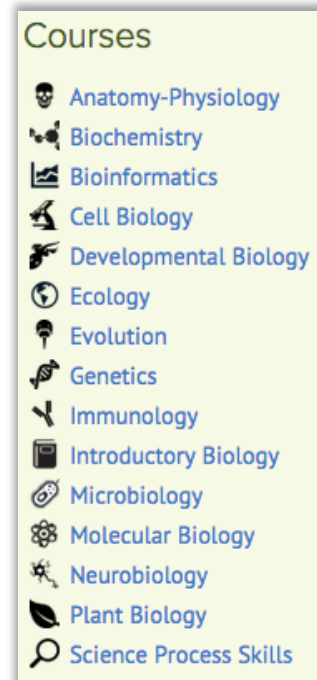 Courses
Anatomy-Physiology
Biochemistry
Bioinformatics
Cell Biology
Developmental Biology
Ecology
Evolution
Genetics
Immunology
Introductory Biology
Microbiology
Molecular Biology
Neurobiology
Plant Biology
Science Process Skills